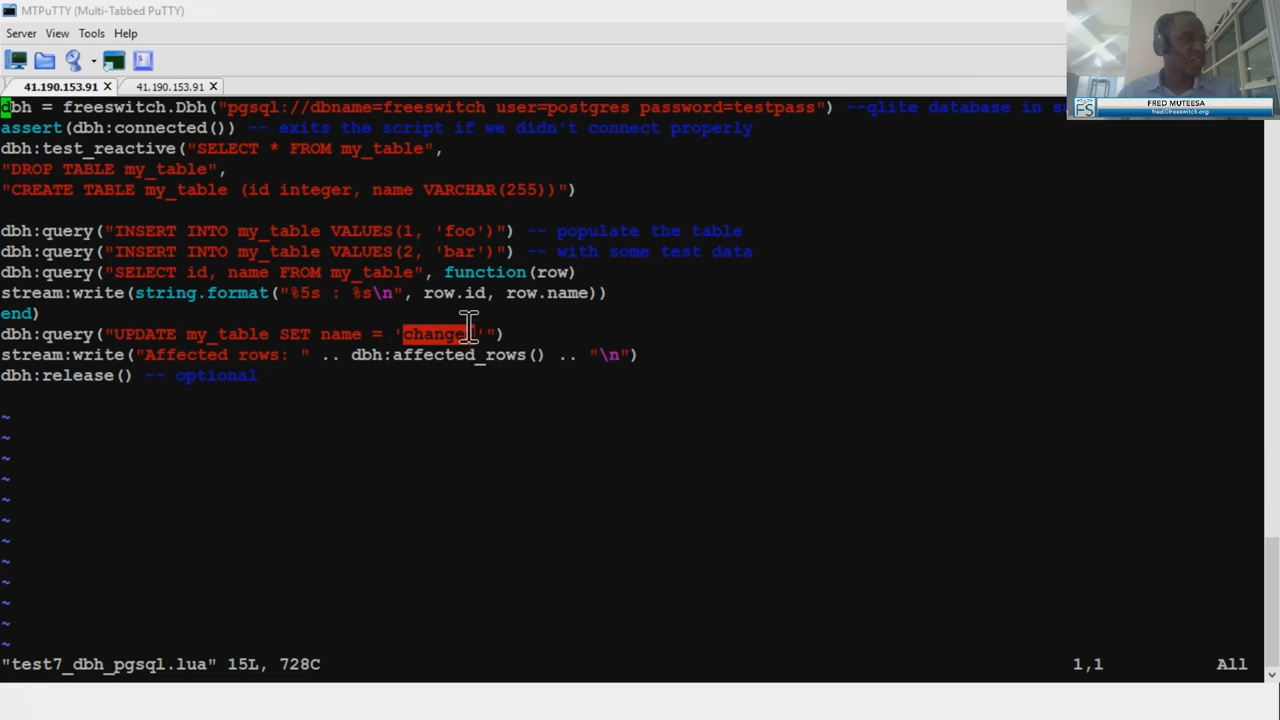 MTPuTTY (Multi-Tabbed PuTTY)
Server View Tools Help
41.190.153.91 41.190.153.91
FRED MUTEESA
fred@freeswitch.org
dbh = freeswitch.Dbh("pgsql://dbname=freeswitch user=postgres password=testpass") --qlite database in
assert(dbh:connected()) -- exits the script if we didn't connect properly
dbh:test_reactive("SELECT * FROM my_table",
"DROP TABLE my_table",
"CREATE TABLE my_table (id integer, name VARCHAR(255))")
dbh:query("INSERT INTO my_table VALUES(1, 'foo')") -- populate the table
dbh:query("INSERT INTO my_table VALUES(2, 'bar')") -- with some test data
dbh:query("SELECT id, name FROM my_table", function(row)
stream:write(string.format("%5s : %s\n", row.id, row.name))
end)
dbh:query("UPDATE my_table SET name = 'change '")
stream:write("Affected rows: " .. dbh:affected_rows() .. "\n")
dbh:release() -- optional
~
~
~
~
~
~
~
~
~
~
~
~
"test7_dbh_pgsql.lua" 15L, 728C 1,1 All